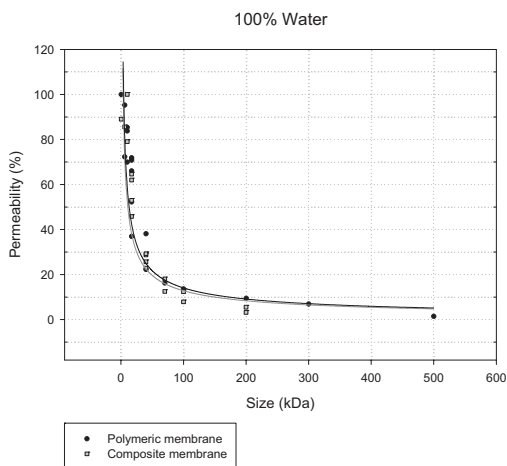 100% Water
Permeability (%)
120
100
80
60
40
20
0
0 100 200 300 400 500 600
Size (kDa)
Polymeric membrane
Composite membrane